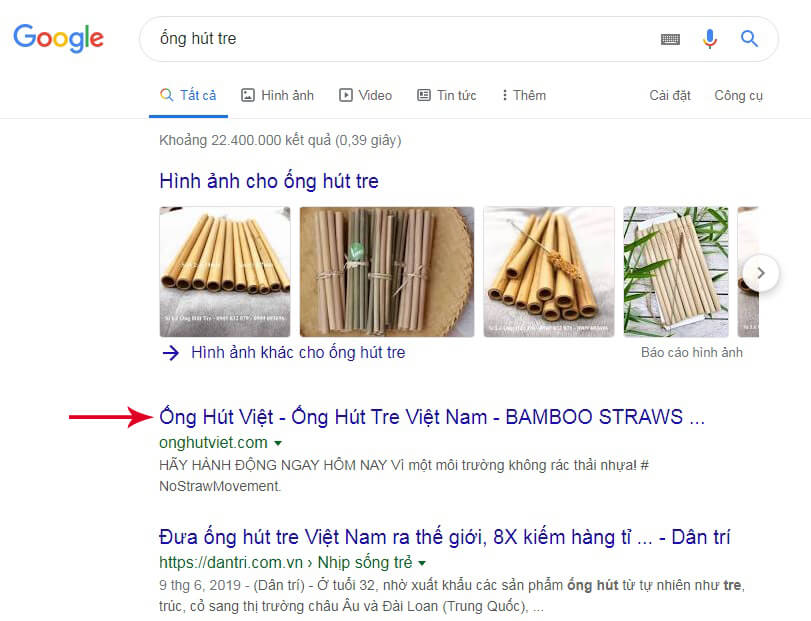 Google
ống hút tre
Tất cả
Hình ảnh
Video
Tin tức
Thêm
Cài đặt
Công cụ
Khoảng 22.400.000 kết quả (0,39 giây)
Hình ảnh cho ống hút tre
Hình ảnh khác cho ống hút tre
Báo cáo hình ảnh
Ống Hút Việt - Ống Hút Tre Việt Nam - BAMBOO STRAWS ...
onghutviet.com
HÃY HÀNH ĐỘNG NGAY HÔM NAY Vì một môi trường không rác thải nhựa! #
NoStrawMovement.
Đưa ống hút tre Việt Nam ra thế giới, 8X kiếm hàng tỉ ... - Dân trí
https://dantri.com.vn › Nhịp sống trẻ
9 thg 6, 2019 - (Dân trí) - Ở tuổi 32, nhờ xuất khẩu các sản phẩm ống hút từ tự nhiên như tre,
trúc, cỏ sang thị trường châu Âu và Đài Loan (Trung Quốc), ...